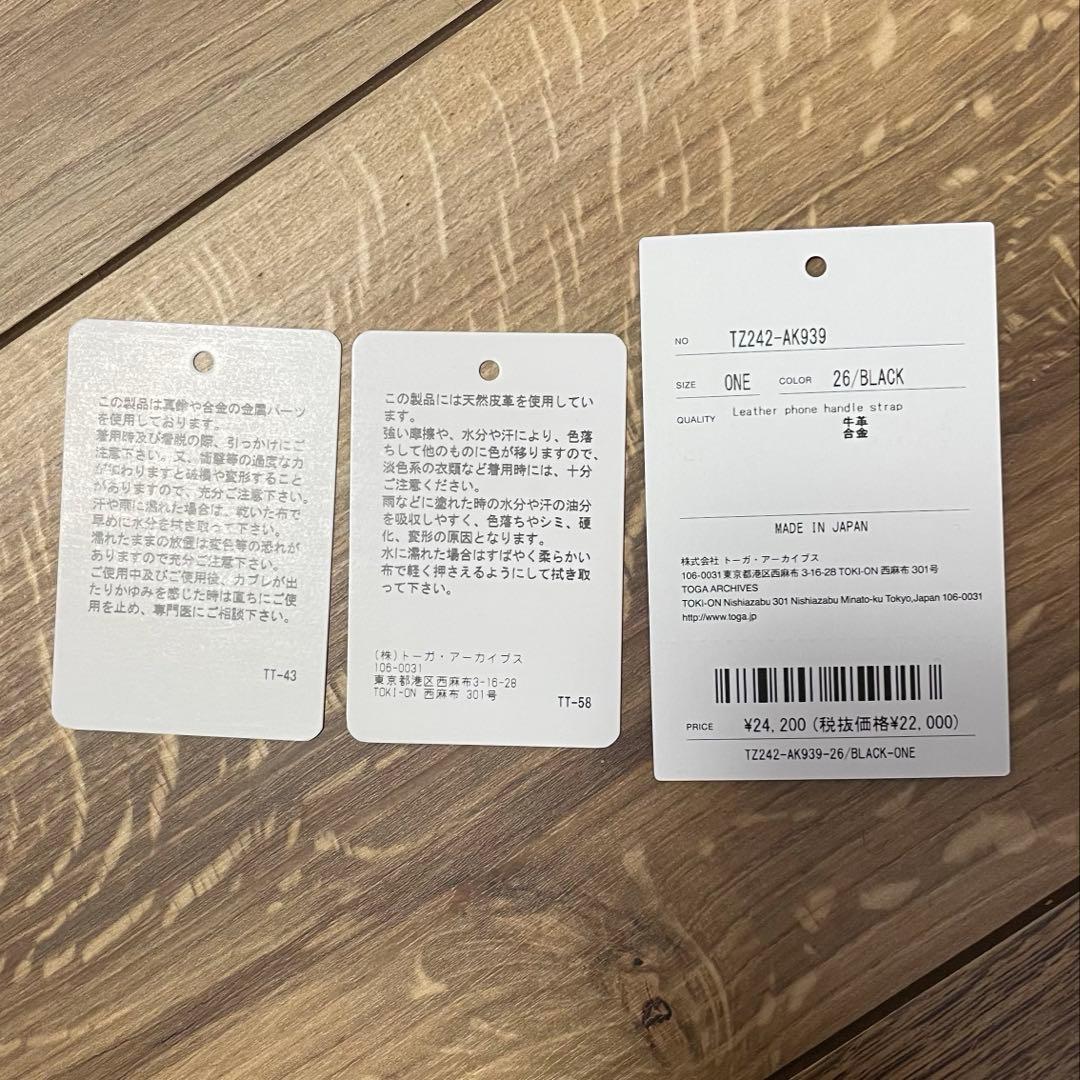 この製品は真鍮や合金の金属パーツ
を使用しております。
着用時及び着脱の際、引っかけにご
注意下さい。又、衝撃等の過度な力
が加わりますと破損や変形すること
がありますので、充分ご注意下さい。
汗や雨に濡れた場合は、乾いた布で
早めに水分を拭き取って下さい。
濡れたままの放置は変色等の恐れが
ありますので充分ご注意下さい。
ご使用中及びご使用後、カブレが出
たりかゆみを感じた時は直ちにご使
用を止め、専門医にご相談下さい。
TT-43
この製品には天然皮革を使用してい
ます。
強い摩擦や、水分や汗により、色落
ちして他のものに色が移りますので、
淡色系の衣類など着用時には、十分
ご注意ください。
雨などに塗れた時の水分や汗の油分
を吸収しやすく、色落ちやシミ、硬
化、変形の原因となります。
水に濡れた場合はすばやく柔らかい
布で軽く押さえるようにして拭き取
って下さい。
(株)トーガ・アーカイブス
106-0031
東京都港区西麻布3-16-28
TOKI-ON 西麻布 301号
TT-58
NO TZ242-AK939
SIZE ONE COLOR 26/BLACK
QUALITY Leather phone handle strap
牛革
合金
MADE IN JAPAN
株式会社 トーガ・アーカイブス
106-0031 東京都港区西麻布 3-16-28 TOKI-ON 西麻布 301号
TOGA ARCHIVES
TOKI-ON Nishiazabu 301 Nishiazabu Minato-ku Tokyo,Japan 106-0031
http://www.toga.jp
PRICE ¥24,200(税抜価格¥22,000)
TZ242-AK939-26/BLACK-ONE